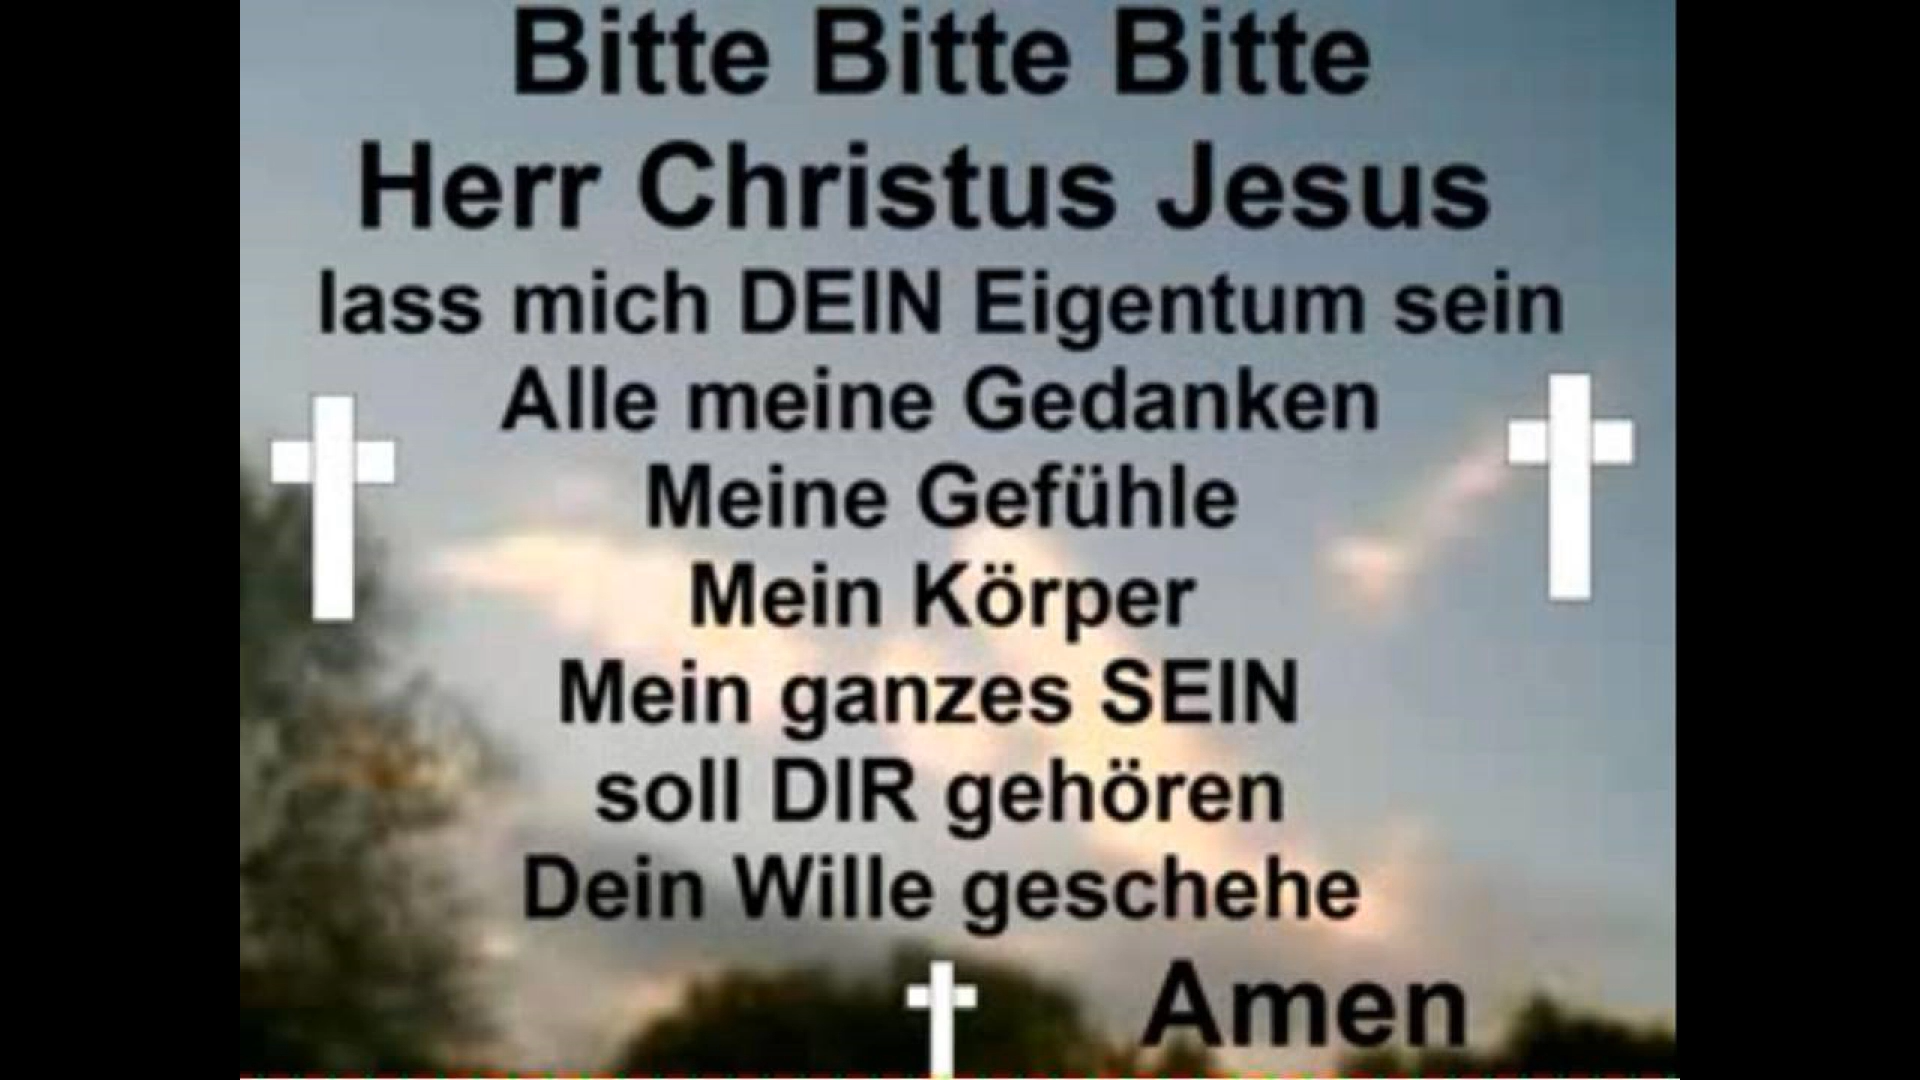 Bitte Bitte Bitte
Herr Christus Jesus
lass mich DEIN Eigentum sein
Alle meine Gedanken
Meine Gefühle
Mein Körper
Mein ganzes SEIN
soll DIR gehören
Dein Wille geschehe
Amen